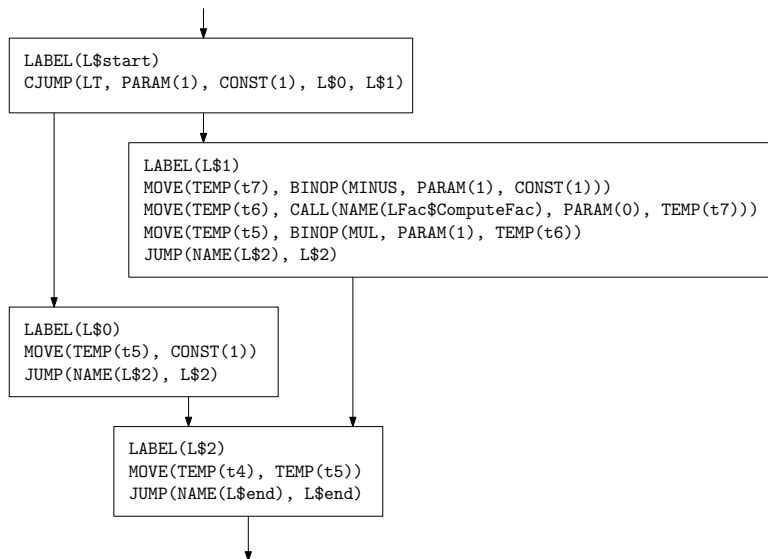 LABEL(L$start)
CJUMP(LT, PARAM(1), CONST(1), L$0, L$1)
LABEL(L$1)
MOVE(TEMP(t7), BINOP(MINUS, PARAM(1), CONST(1)))
MOVE(TEMP(t6), CALL(NAME(LFac$ComputeFac), PARAM(0), TEMP(t7)))
MOVE(TEMP(t5), BINOP(MUL, PARAM(1), TEMP(t6))
JUMP(NAME(L$2), L$2)
LABEL(L$0)
MOVE(TEMP(t5), CONST(1))
JUMP(NAME(L$2), L$2)
LABEL(L$2)
MOVE(TEMP(t4), TEMP(t5))
JUMP(NAME(L$end), L$end)